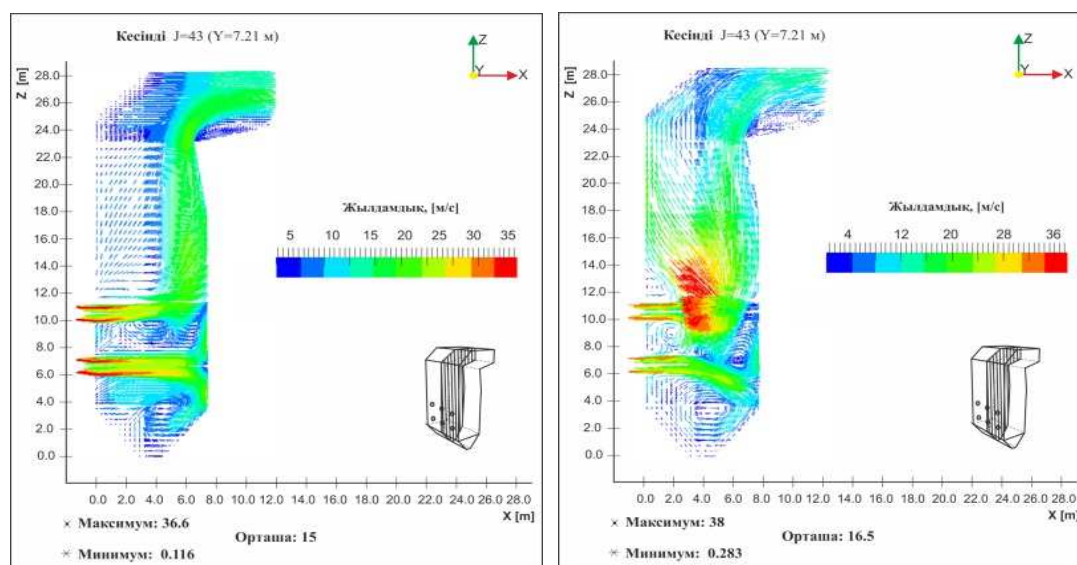 Кесінді J=43 (Y=7.21 м)
Z
Y
X
Z [m]
28.0
26.0
24.0
22.0
20.0
18.0
16.0
14.0
12.0
10.0
8.0
6.0
4.0
2.0
0.0
Жылдамдық, [м/с]
5 10 15 20 25 30 35
0.0 2.0 4.0 6.0 8.0 10.0 12.0 14.0 16.0 18.0 20.0 22.0 24.0 26.0 28.0
X [m]
Максимум: 36.6
Орташа: 15
Минимум: 0.116
Кесінді J=43 (Y=7.21 м)
Z
Y
X
Z [m]
28.0
26.0
24.0
22.0
20.0
18.0
16.0
14.0
12.0
10.0
8.0
6.0
4.0
2.0
0.0
Жылдамдық, [м/с]
4 12 20 28 36
0.0 2.0 4.0 6.0 8.0 10.0 12.0 14.0 16.0 18.0 20.0 22.0 24.0 26.0 28.0
X [m]
Максимум: 38
Орташа: 16.5
Минимум: 0.283